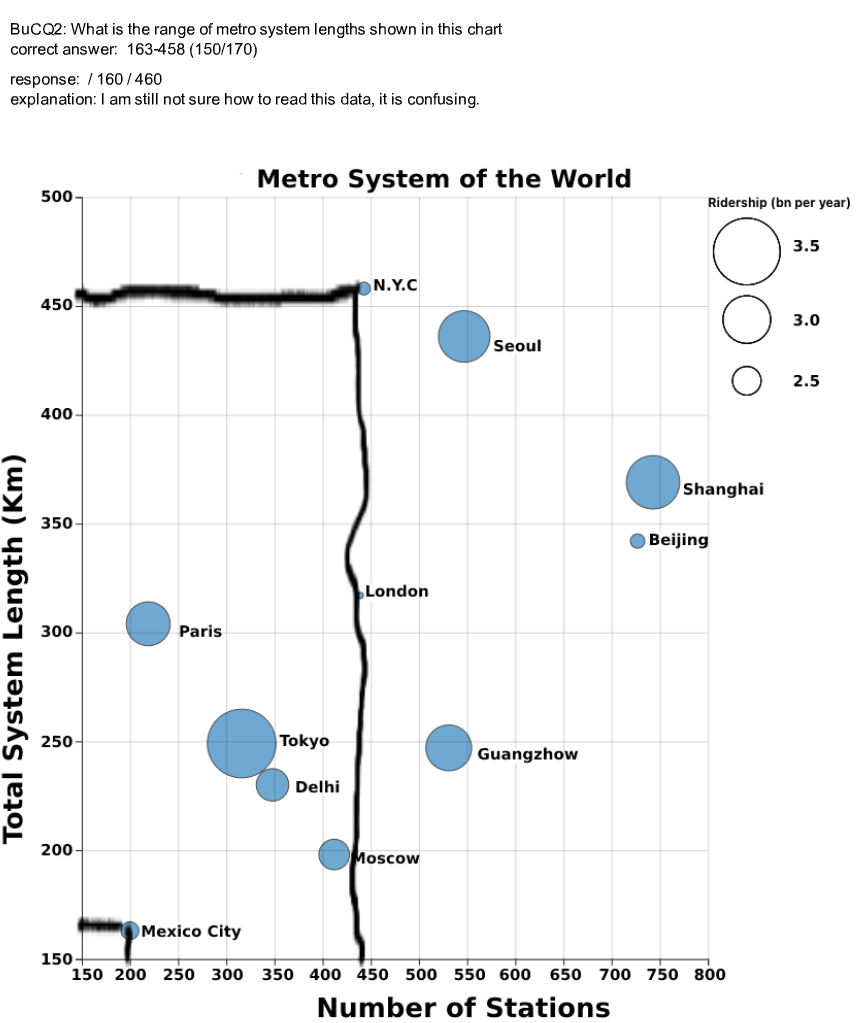 BuCQ2: What is the range of metro system lengths shown in this chart
correct answer:  163-458 (150/170)
response:  / 160 / 460
explanation: I am still not sure how to read this data, it is confusing.
Metro System of the World
Ridership (bn per year)
3.5
3.0
2.5
Total System Length (Km)
500
450
400
350
300
250
200
150
N.Y.C
Seoul
Shanghai
Beijing
London
Paris
Tokyo
Guangzhow
Delhi
Moscow
Mexico City
150 200 250 300 350 400 450 500 550 600 650 700 750 800
Number of Stations